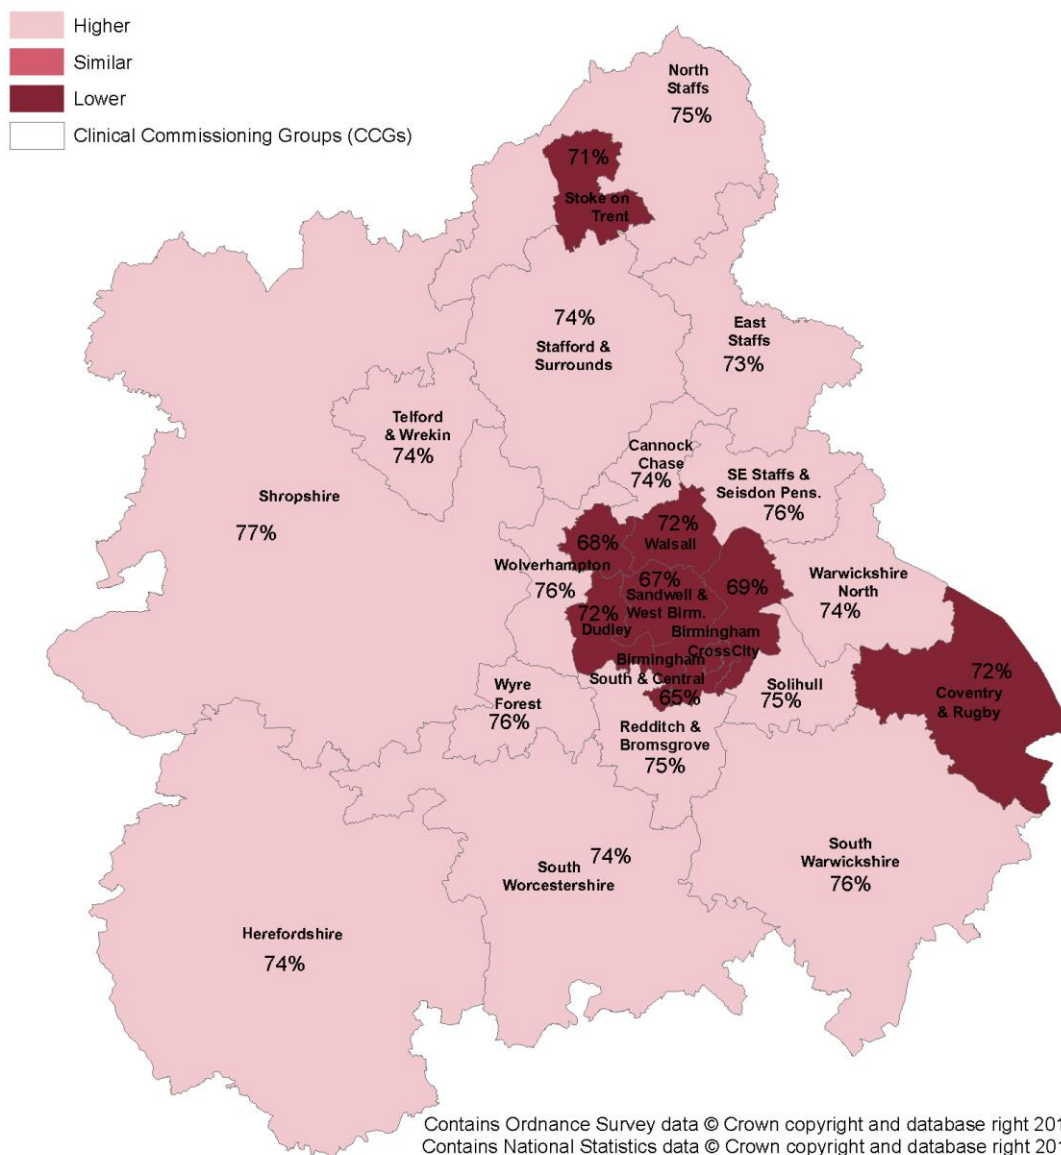 Higher
Similar
Lower
Clinical Commissioning Groups (CCGs)
North
Staffs
75%
71%
Stoke on
Trent
74%
Stafford &
Surrounds
East
Staffs
73%
Telford
& Wrekin
74%
Cannock
Chase
74%
SE Staffs &
Seisdon Pens.
76%
Shropshire
77%
72%
Walsall
68%
Wolverhampton
76%
67%
Sandwell &
West Birm.
69%
72%
Dudley
Birmingham
CrossCity
Birmingham
South & Central
65%
Warwickshire
North
74%
Solihull
75%
72%
Coventry
& Rugby
Wyre
Forest
76%
Redditch &
Bromsgrove
75%
South
Warwickshire
76%
74%
South
Worcestershire
Herefordshire
74%
Contains Ordnance Survey data © Crown copyright and database right 201
Contains National Statistics data © Crown copyright and database right 201